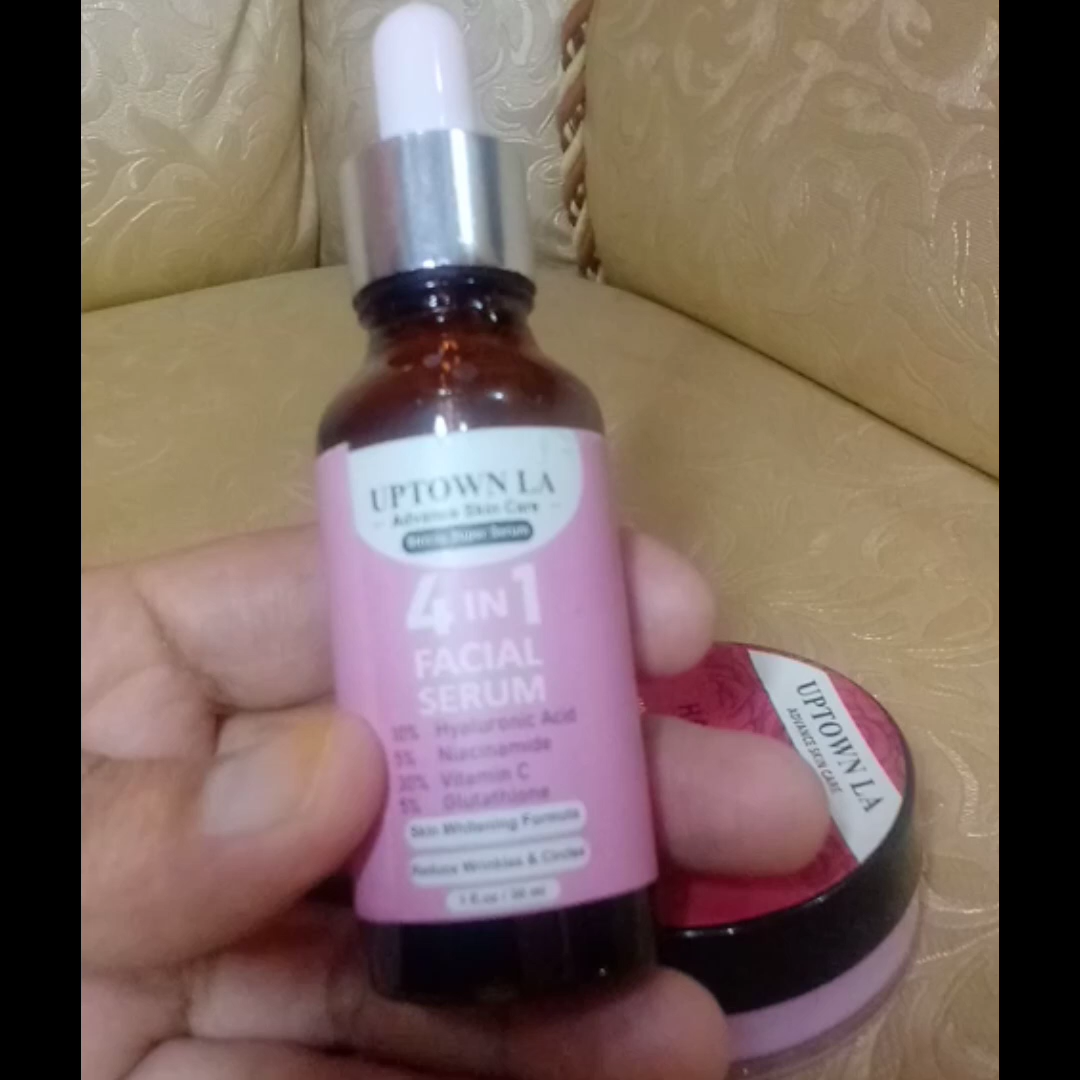 UPTOWN LA
Advance Skin Care
Serum
4 IN 1
FACIAL
SERUM
Hyaluronic Acid
5% Niacinamide
Vitamin C
5% Glutathione
Skin Whitening Formula
Reduce Wrinkles & Circles
UPTOWN LA
ADVANCE SKIN CARE